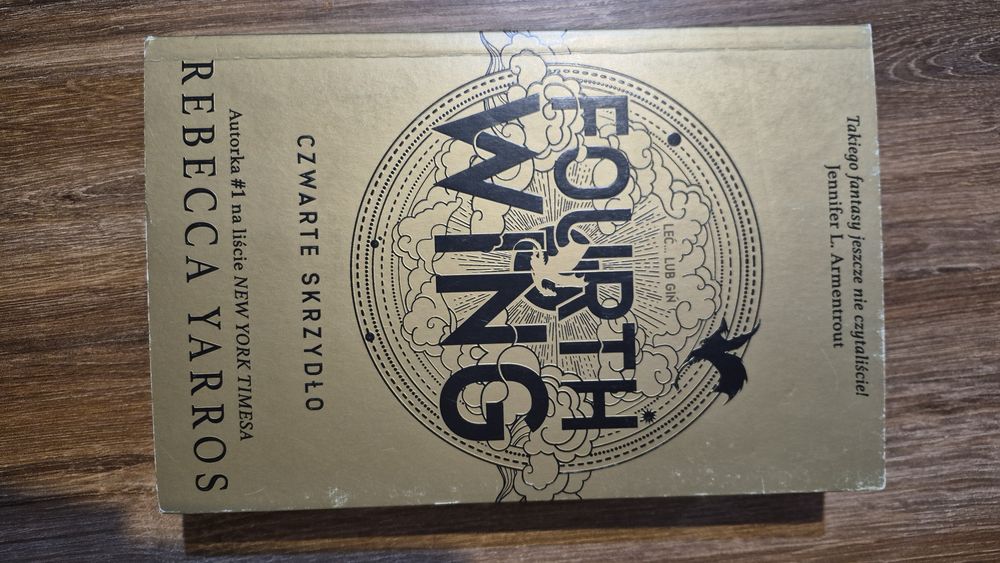 Takiego fantasy jeszcze nie czytaliście!
Jennifer L. Armentrout
LEĆ. LUB GIŃ
FOURTH
WING
CZWARTE SKRZYDŁO
Autorka #1 na liście NEW YORK TIMESA
REBECCA YARROS